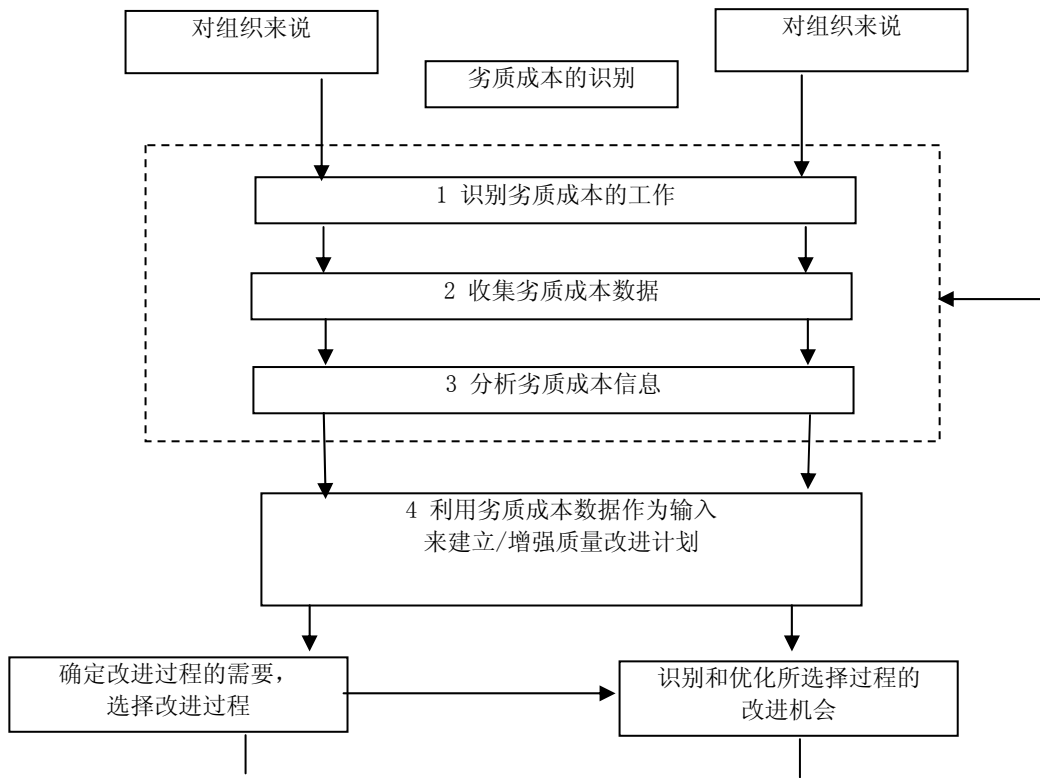 对组织来说
对组织来说
劣质成本的识别
1 识别劣质成本的工作
2 收集劣质成本数据
3 分析劣质成本信息
4 利用劣质成本数据作为输入
来建立/增强质量改进计划
确定改进过程的需要，
选择改进过程
识别和优化所选择过程的
改进机会